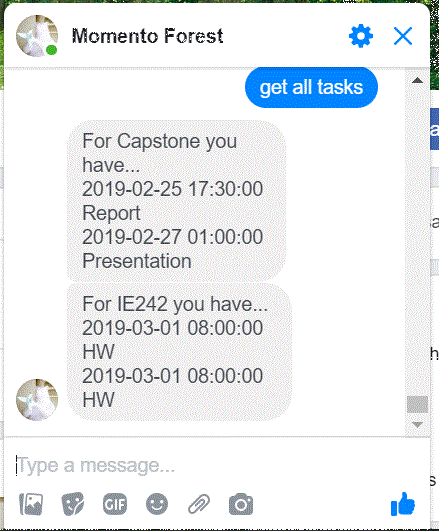 Momento Forest
get all tasks
For Capstone you
have...
2019-02-25 17:30:00
Report
2019-02-27 01:00:00
Presentation
For IE242 you have...
2019-03-01 08:00:00
HW
2019-03-01 08:00:00
HW
Type a message...
GIF